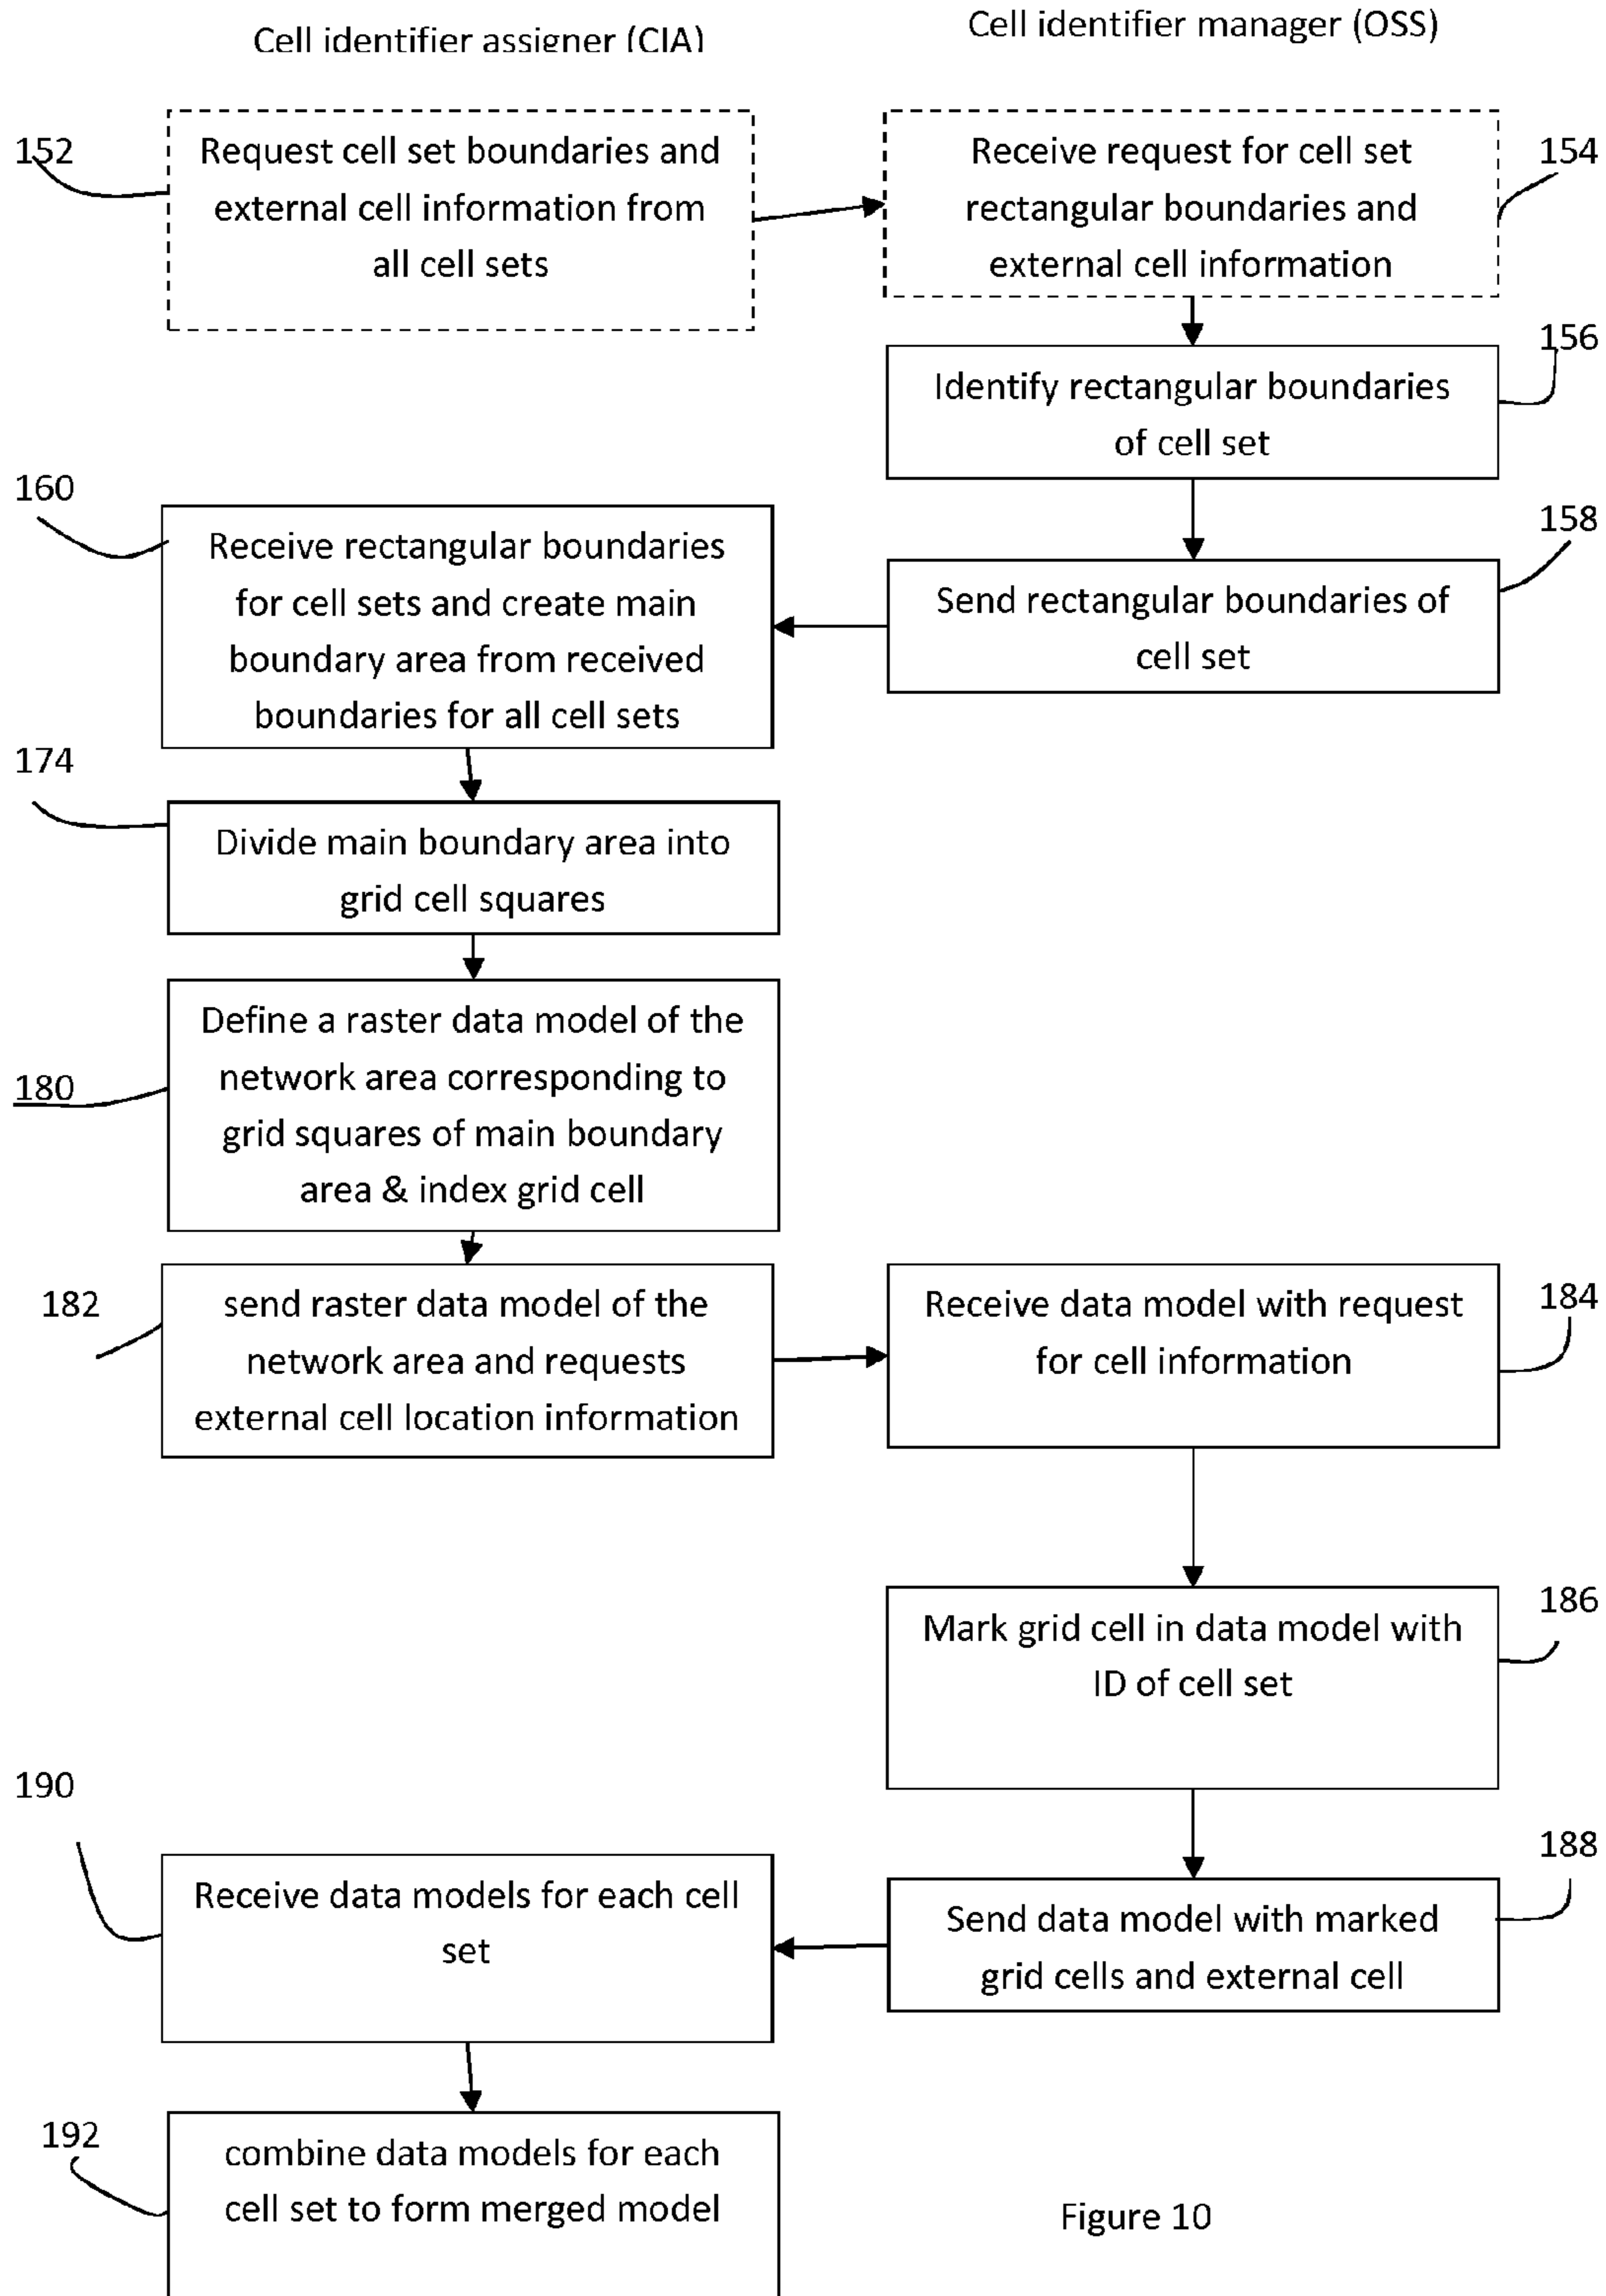 Cell identifier assigner (CIA)
Cell identifier manager (OSS)
152
Request cell set boundaries and
external cell information from
all cell sets
Receive request for cell set
rectangular boundaries and
external cell information
154
156
Identify rectangular boundaries
of cell set
160
Receive rectangular boundaries
for cell sets and create main
boundary area from received
boundaries for all cell sets
158
Send rectangular boundaries of
cell set
174
Divide main boundary area into
grid cell squares
180
Define a raster data model of the
network area corresponding to
grid squares of main boundary
area & index grid cell
182
send raster data model of the
network area and requests
external cell location information
Receive data model with request
for cell information
184
186
Mark grid cell in data model with
ID of cell set
190
Receive data models for each cell
set
188
Send data model with marked
grid cells and external cell
192
combine data models for each
cell set to form merged model
Figure 10